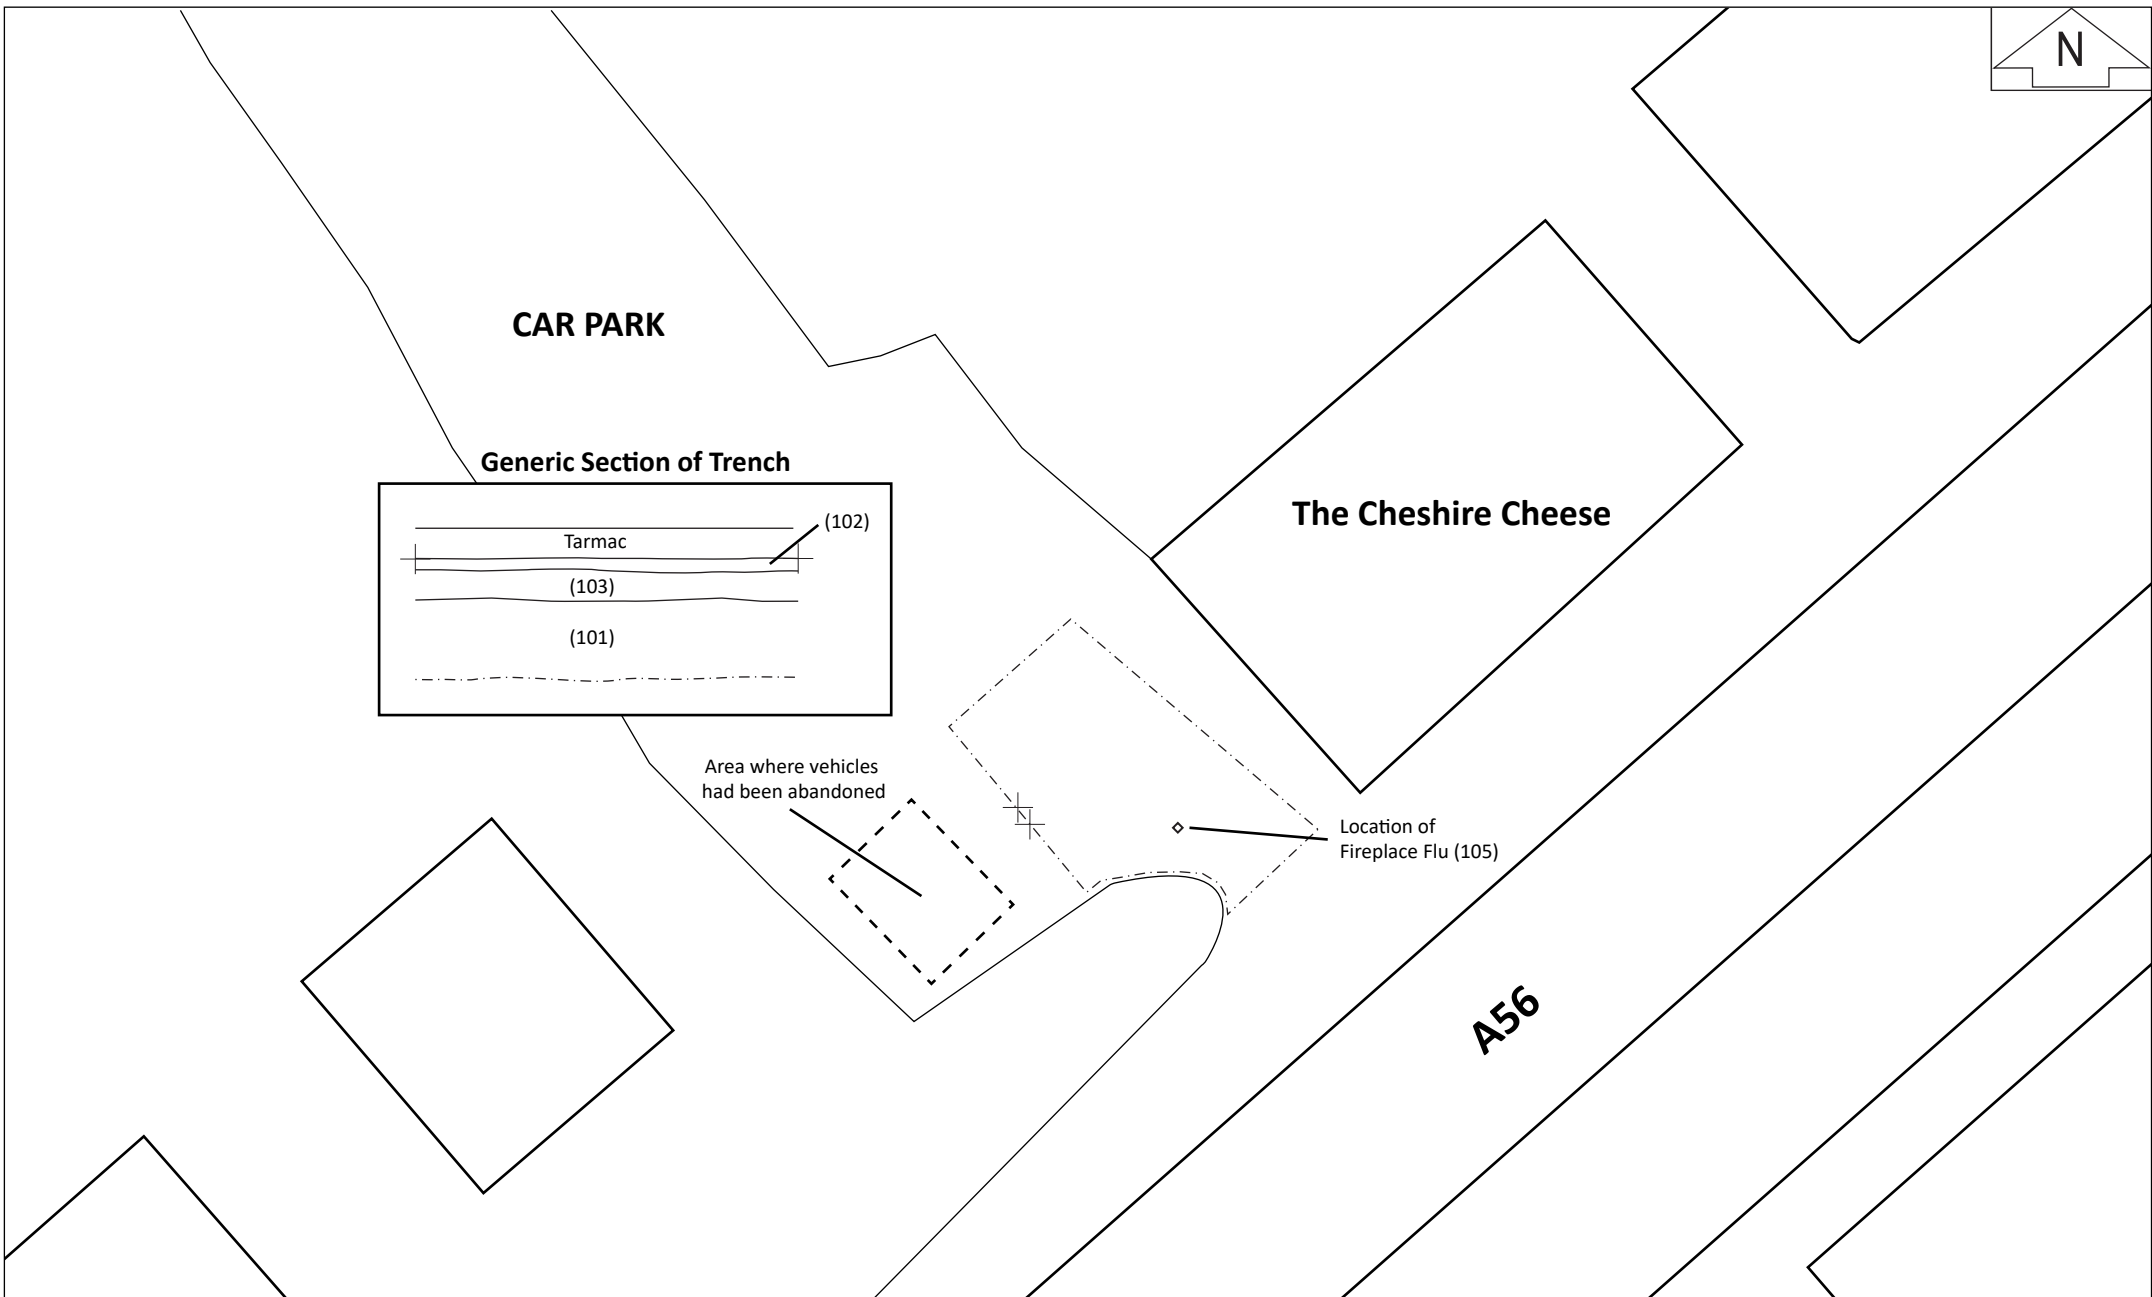 N
CAR PARK
Generic Section of Trench
(102)
Tarmac
(103)
(101)
The Cheshire Cheese
Area where vehicles
had been abandoned
Location of
Fireplace Flu (105)
A56